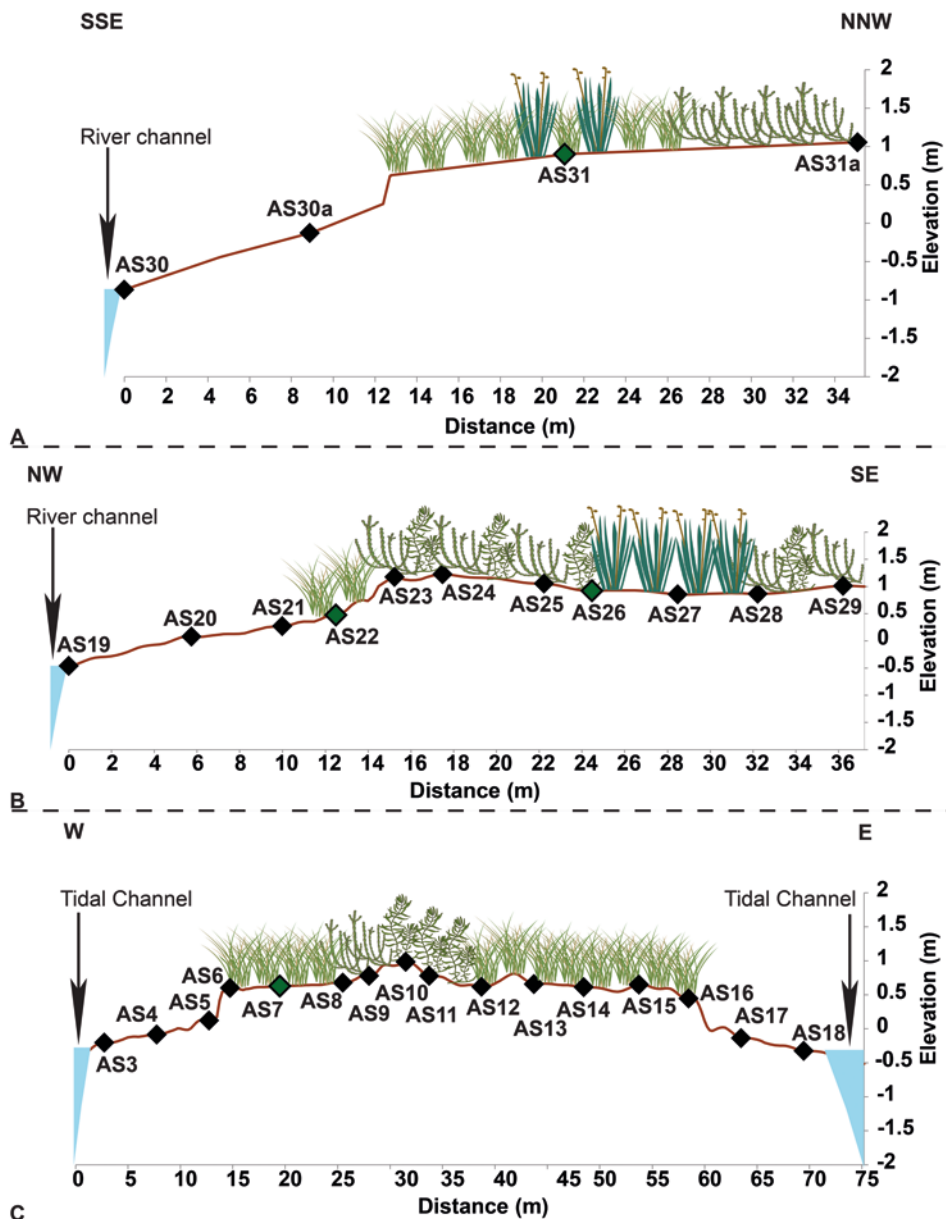 SSE NNW
River channel
2
1.5
1
0.5
0
-0.5
-1
-1.5
-2
Elevation (m)
AS30
AS30a
AS31
AS31a
0 2 4 6 8 10 12 14 16 18 20 22 24 26 28 30 32 34
Distance (m)
A
NW SE
River channel
2
1.5
1
0.5
0
-0.5
-1
-1.5
-2
Elevation (m)
AS19
AS20
AS21
AS22
AS23
AS24
AS25
AS26
AS27
AS28
AS29
0 2 4 6 8 10 12 14 16 18 20 22 24 26 28 30 32 34 36
Distance (m)
B
W E
Tidal Channel Tidal Channel
2
1.5
1
0.5
0
-0.5
-1
-1.5
-2
Elevation (m)
AS3
AS4
AS5
AS6
AS7
AS8
AS9
AS10
AS11
AS12
AS13
AS14
AS15
AS16
AS17
AS18
0 5 10 15 20 25 30 35 40 45 50 55 60 65 70 75
Distance (m)
C